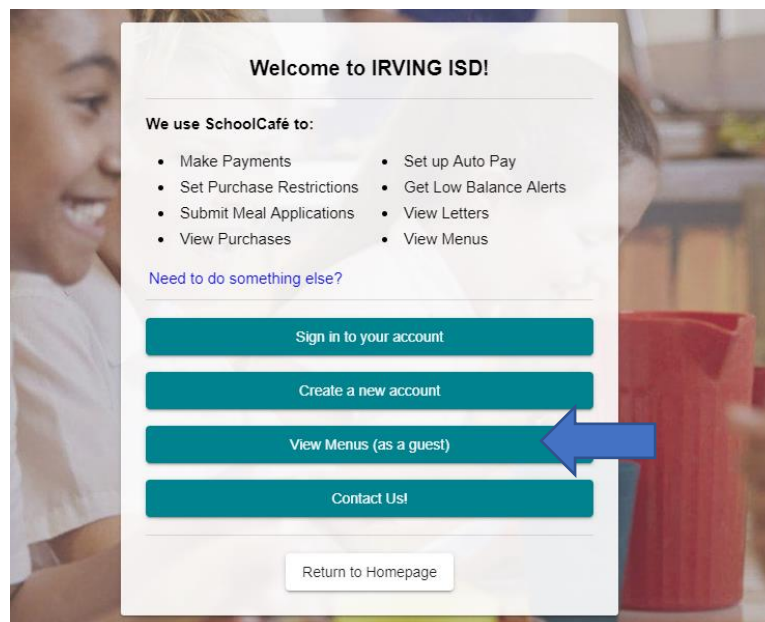 Welcome to IRVING ISD!
We use SchoolCafé to:
• Make Payments
• Set Purchase Restrictions
• Submit Meal Applications
• View Purchases
• Set up Auto Pay
• Get Low Balance Alerts
• View Letters
• View Menus
Need to do something else?
Sign in to your account
Create a new account
View Menus (as a guest)
Contact Us!
Return to Homepage